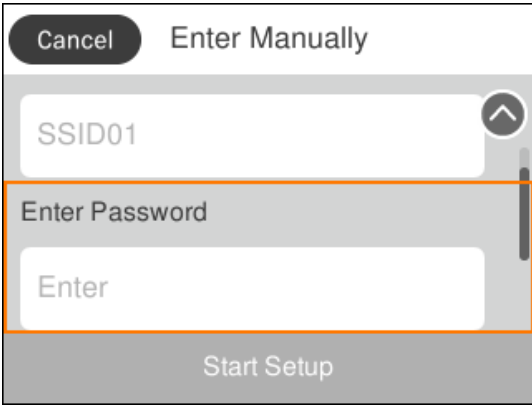 Cancel Enter Manually
SSID01
Enter Password
Enter
Start Setup